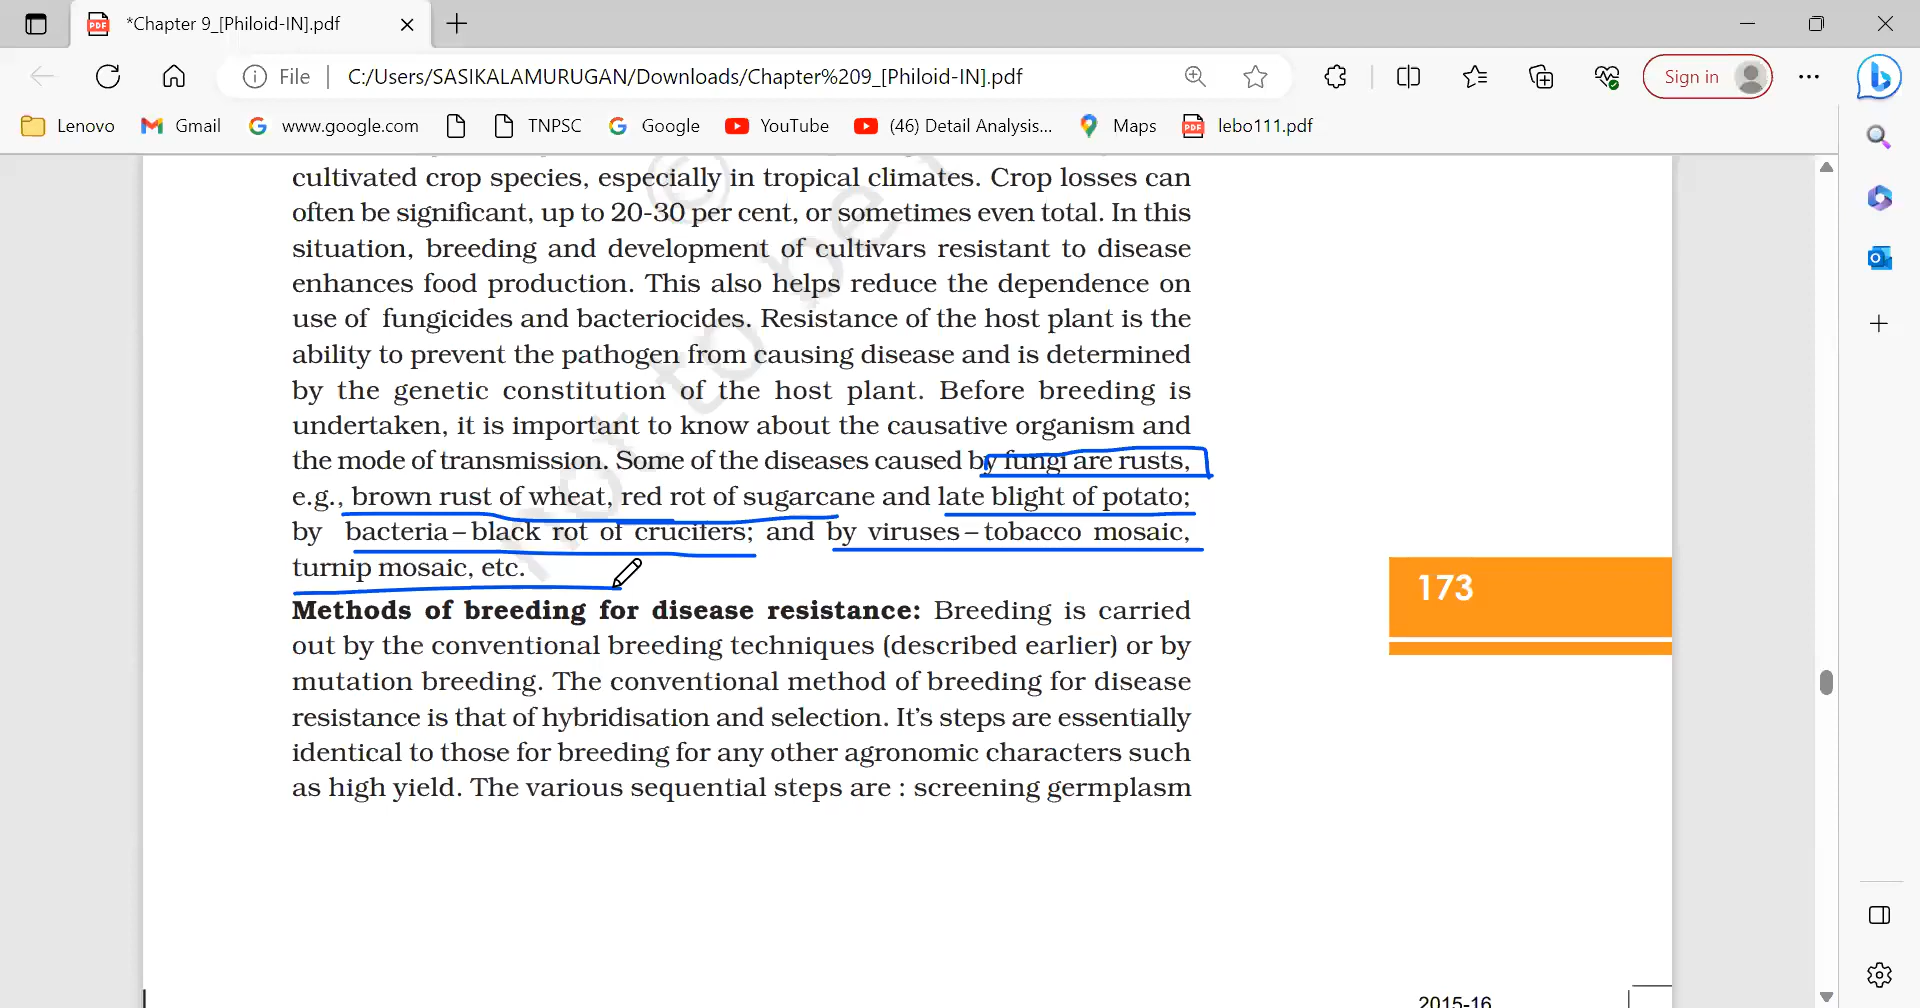 *Chapter 9_[Philoid-IN].pdf
File | C:/Users/SASIKALAMURUGAN/Downloads/Chapter%209_[Philoid-IN].pdf
Sign in
Lenovo Gmail www.google.com TNPSC Google YouTube (46) Detail Analysis... Maps lebo111.pdf
cultivated crop species, especially in tropical climates. Crop losses can
often be significant, up to 20-30 per cent, or sometimes even total. In this
situation, breeding and development of cultivars resistant to disease
enhances food production. This also helps reduce the dependence on
use of fungicides and bacteriocides. Resistance of the host plant is the
ability to prevent the pathogen from causing disease and is determined
by the genetic constitution of the host plant. Before breeding is
undertaken, it is important to know about the causative organism and
the mode of transmission. Some of the diseases caused by fungi are rusts,
e.g., brown rust of wheat, red rot of sugarcane and late blight of potato;
by bacteria – black rot of crucifers; and by viruses – tobacco mosaic,
turnip mosaic, etc.
Methods of breeding for disease resistance: Breeding is carried
out by the conventional breeding techniques (described earlier) or by
mutation breeding. The conventional method of breeding for disease
resistance is that of hybridisation and selection. It's steps are essentially
identical to those for breeding for any other agronomic characters such
as high yield. The various sequential steps are : screening germplasm
173
not to be
©
2015-16